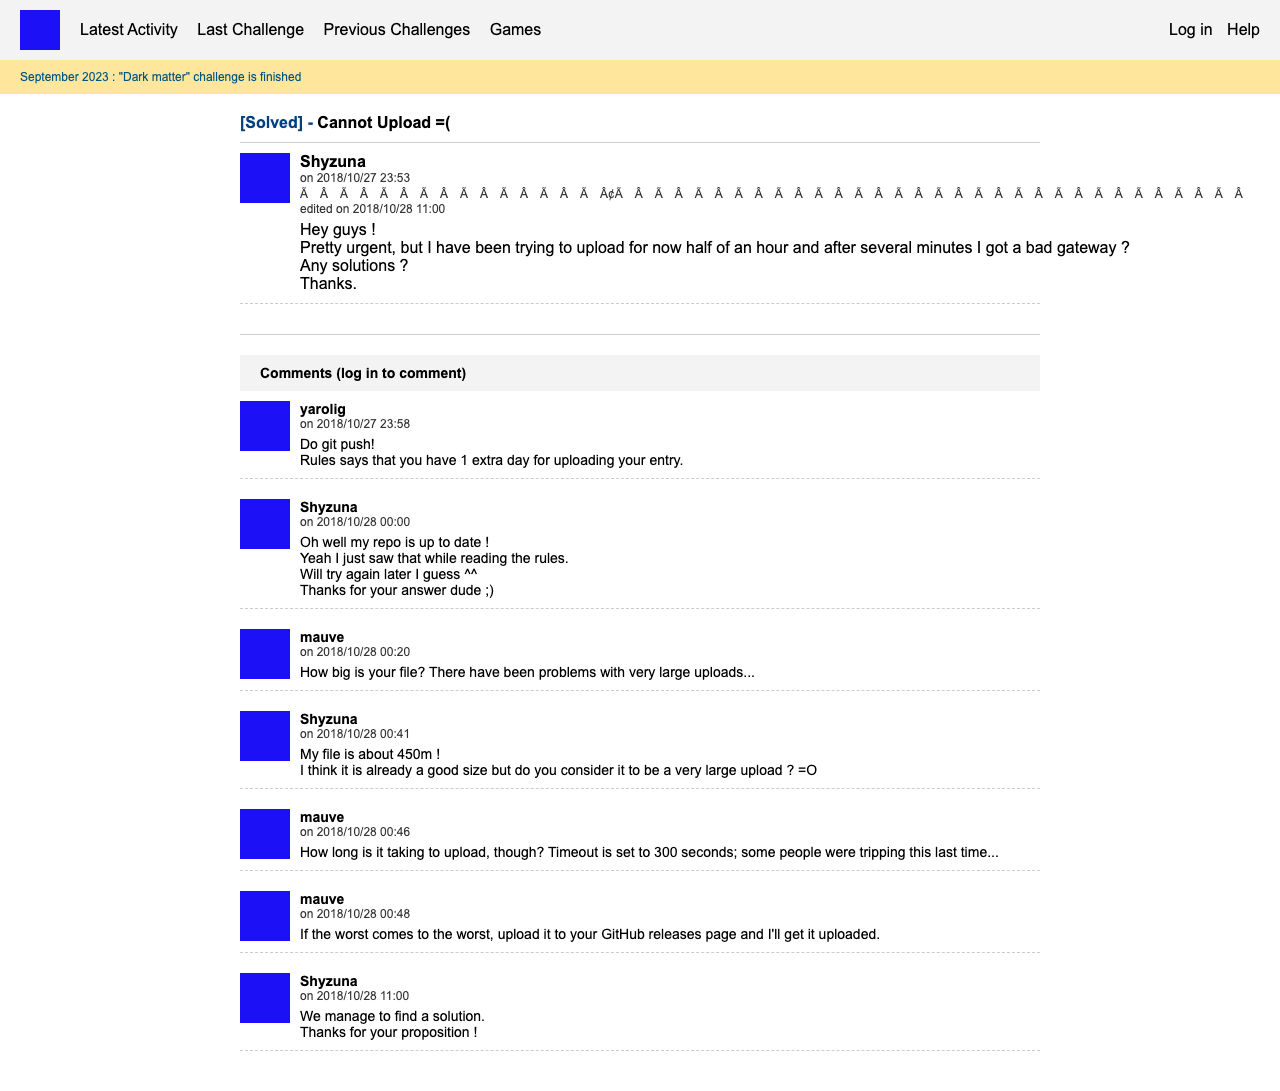 Latest Activity Last Challenge Previous Challenges Games Log in Help
September 2023 : "Dark matter" challenge is finished
[Solved] - Cannot Upload =(
Shyzuna
on 2018/10/27 23:53
Ã Â Ã Â Ã Â Ã Â Ã Â Ã Â Ã Â Ã Â¢Ã Â Ã Â Ã Â Ã Â Ã Â Ã Â Ã Â Ã Â Ã Â Ã Â Ã Â Ã Â Ã Â Ã Â Ã Â Ã Â
edited on 2018/10/28 11:00
Hey guys !
Pretty urgent, but I have been trying to upload for now half of an hour and after several minutes I got a bad gateway ?
Any solutions ?
Thanks.
Comments (log in to comment)
yarolig
on 2018/10/27 23:58
Do git push!
Rules says that you have 1 extra day for uploading your entry.
Shyzuna
on 2018/10/28 00:00
Oh well my repo is up to date !
Yeah I just saw that while reading the rules.
Will try again later I guess ^^
Thanks for your answer dude ;)
mauve
on 2018/10/28 00:20
How big is your file? There have been problems with very large uploads...
Shyzuna
on 2018/10/28 00:41
My file is about 450m !
I think it is already a good size but do you consider it to be a very large upload ? =O
mauve
on 2018/10/28 00:46
How long is it taking to upload, though? Timeout is set to 300 seconds; some people were tripping this last time...
mauve
on 2018/10/28 00:48
If the worst comes to the worst, upload it to your GitHub releases page and I'll get it uploaded.
Shyzuna
on 2018/10/28 11:00
We manage to find a solution.
Thanks for your proposition !